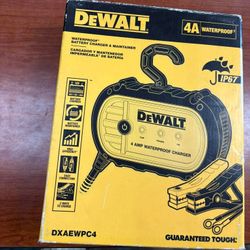 DEWALT
4A WATERPROOF
WATERPROOF
BATTERY CHARGER & MAINTAINER
CARGADOR Y MANTENEDOR
IMPERMEABLE DE BATERÍA
IP67
DEWALT
4 AMP WATERPROOF CHARGER
DXAEWPC4
GUARANTEED TOUGH